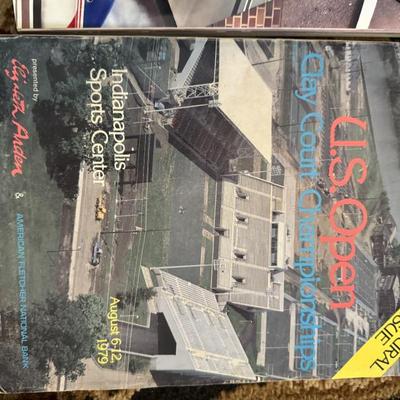 U.S. Open
Clay Court Championships
Indianapolis
Sports Center
August 6-12
1979
presented by
Elizabeth Arden
&
AMERICAN FLETCHER NATIONAL BANK